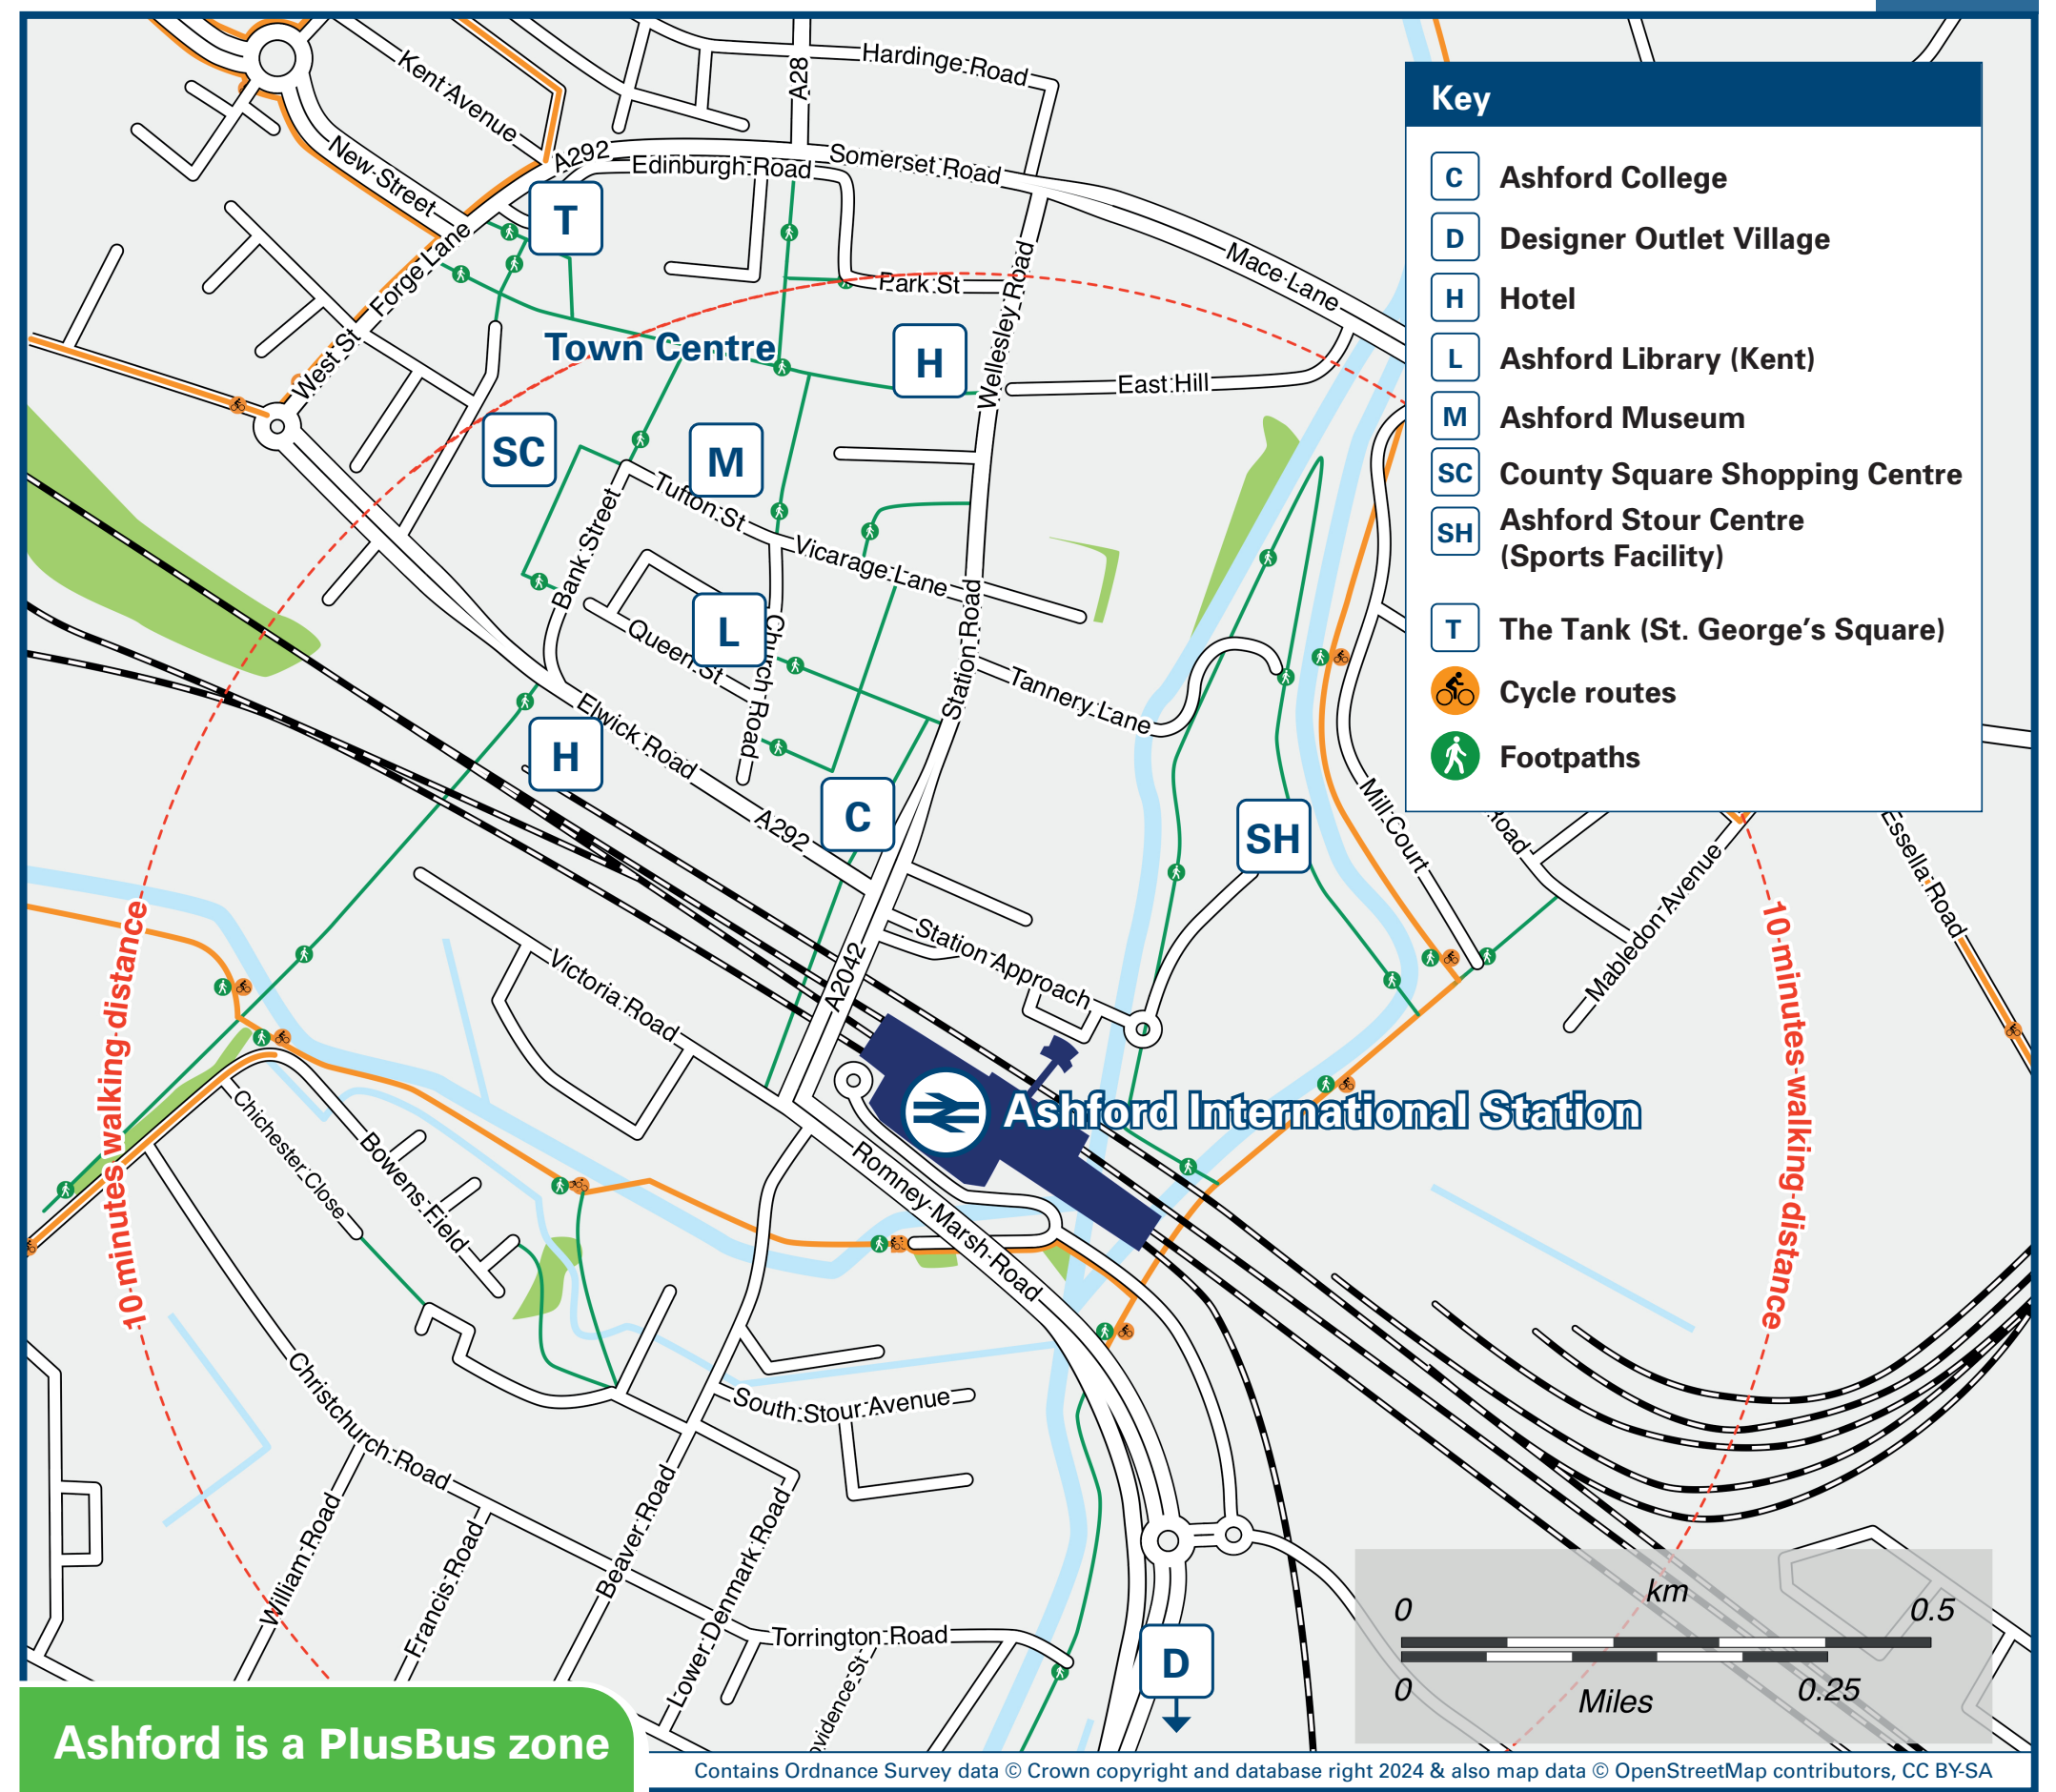 Hardinge Road
A28
Kent Avenue
A292
Edinburgh Road
Somerset Road
New Street
T
Forge Lane
West St
Park St
Wellesley Road
Mace Lane
Town Centre
H
East Hill
SC
M
Tufton St
Bank Street
Vicarage Lane
L
Queen St
Church Road
Station Road
Tannery Lane
Elwick Road
H
A292
C
SH
Mill Court
Road
Mabledon Avenue
Essella Road
Station Approach
A2042
Victoria Road
10 minutes walking distance
10 minutes walking distance
Ashford International Station
Chichester Close
Bowens Field
Romney Marsh Road
Christchurch Road
South Stour Avenue
William Road
Francis Road
Beaver Road
Lower Denmark Road
Torrington Road
ovidence St
D
Key
C Ashford College
D Designer Outlet Village
H Hotel
L Ashford Library (Kent)
M Ashford Museum
SC County Square Shopping Centre
SH Ashford Stour Centre
(Sports Facility)
T The Tank (St. George’s Square)
Cycle routes
Footpaths
km
0 0.5
0 Miles 0.25
Ashford is a PlusBus zone
Contains Ordnance Survey data © Crown copyright and database right 2024 & also map data © OpenStreetMap contributors, CC BY-SA